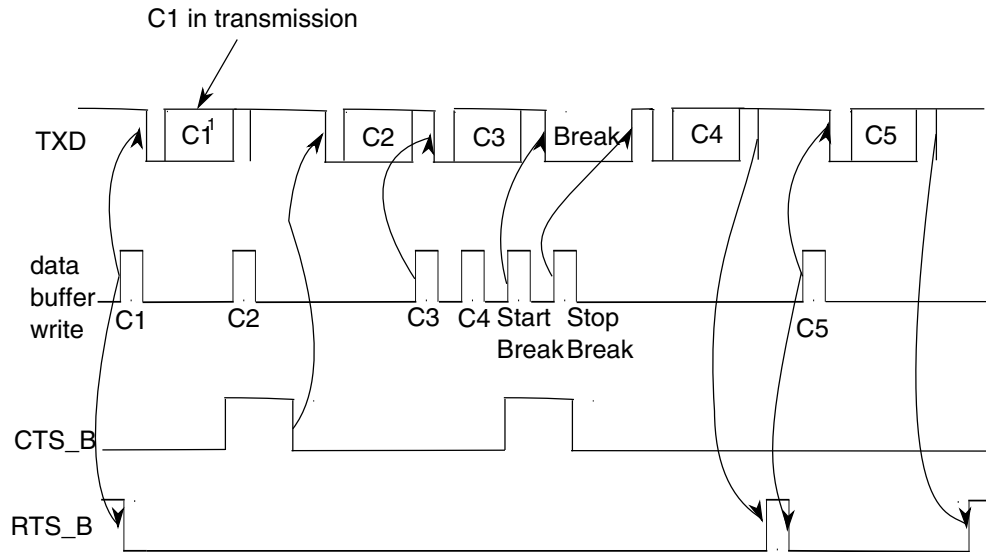 C1 in transmission
TXD
C1¹
C2
C3
Break
C4
C5
data
buffer
write
C1
C2
C3
C4
Start
Break
Stop
Break
C5
CTS_B
RTS_B